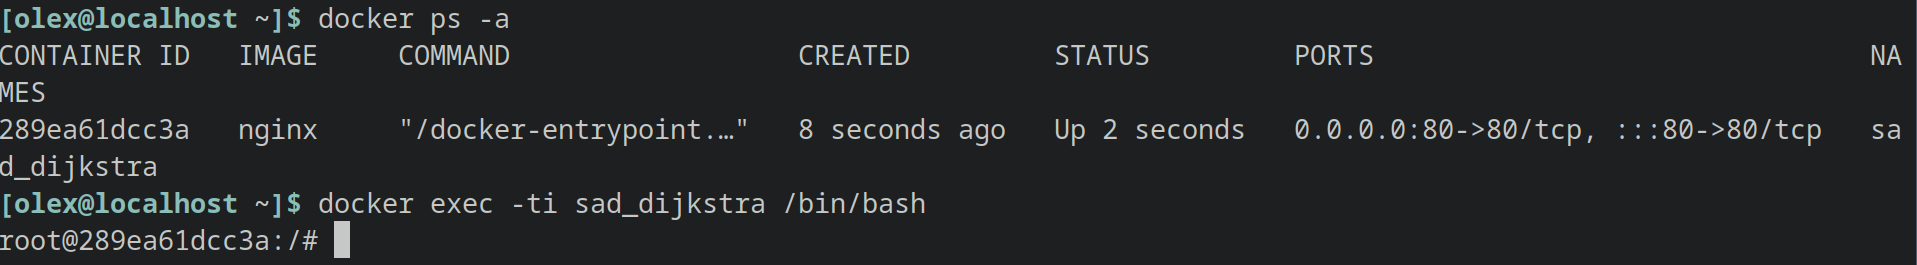 [olex@localhost ~]$ docker ps -a
CONTAINER ID   IMAGE     COMMAND                  CREATED         STATUS         PORTS                               NA
MES
289ea61dcc3a   nginx     "/docker-entrypoint.…"   8 seconds ago   Up 2 seconds   0.0.0.0:80->80/tcp, :::80->80/tcp   sa
d_dijkstra
[olex@localhost ~]$ docker exec -ti sad_dijkstra /bin/bash
root@289ea61dcc3a:/#